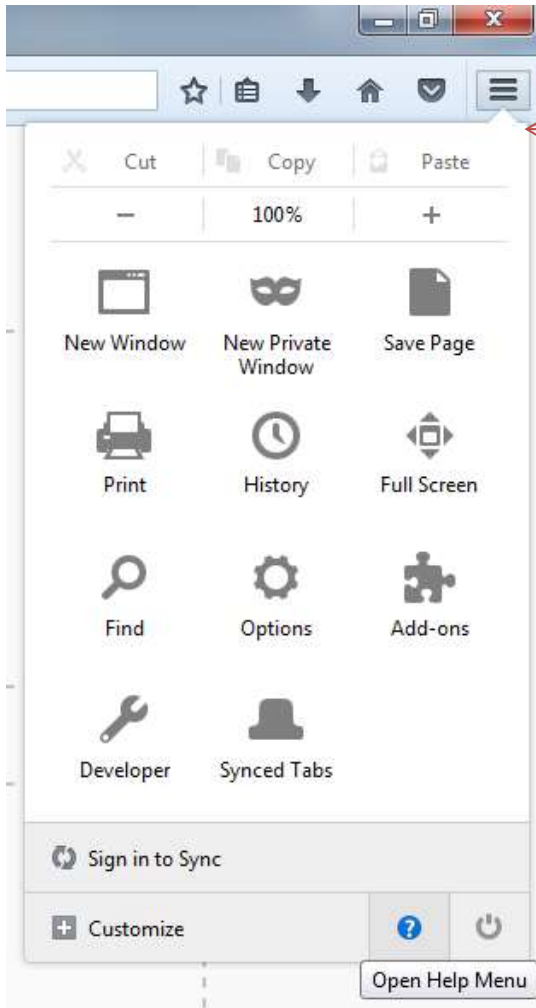 Cut Copy Paste
100%
New Window New Private Window Save Page
Print History Full Screen
Find Options Add-ons
Developer Synced Tabs
Sign in to Sync
Customize
Open Help Menu